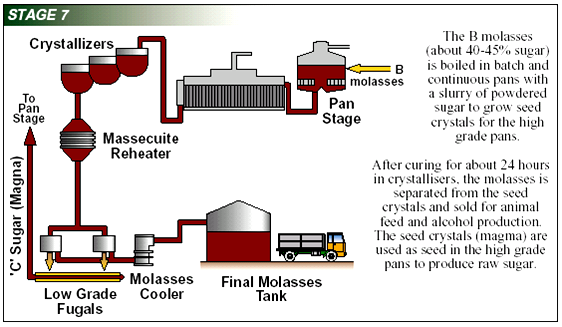 STAGE 7
Crystallizers
B
molasses
Pan
Stage
To
Pan
Stage
Massecuite
Reheater
'C' Sugar (Magna)
Molasses
Cooler
Low Grade
Fugals
Final Molasses
Tank
The B molasses
(about 40-45% sugar)
is boiled in batch and
continuous pans with
a slurry of powdered
sugar to grow seed
crystals for the high
grade pans.
After curing for about 24 hours
in crystallisers, the molasses is
separated from the seed
crystals and sold for animal
feed and alcohol production.
The seed crystals (magma) are
used as seed in the high grade
pans to produce raw sugar.